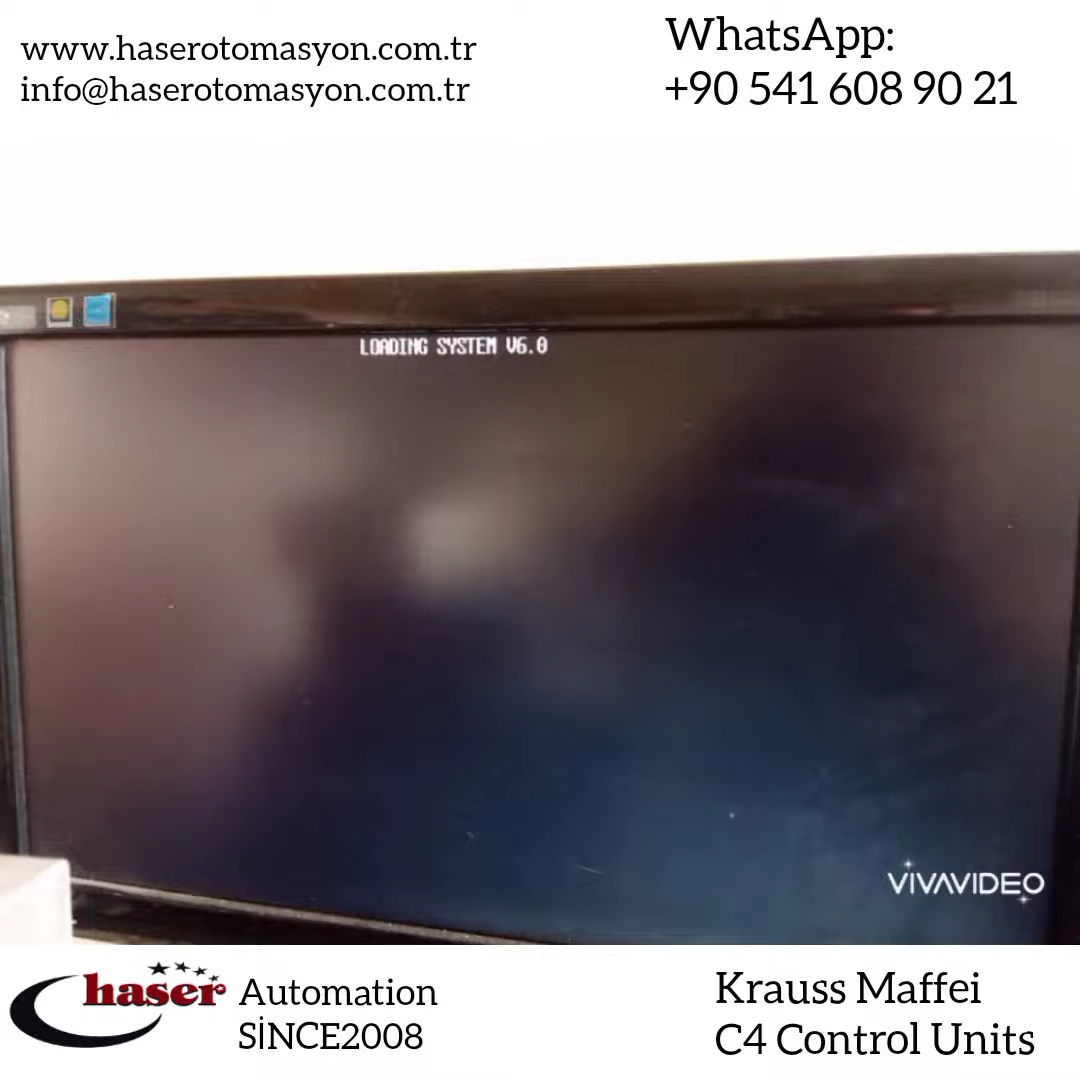 www.haserotomasyon.com.tr
info@haserotomasyon.com.tr
WhatsApp:
+90 541 608 90 21
LOADING SYSTEM V6.0
VIVAVIDEO
haser Automation
SİNCE2008
Krauss Maffei
C4 Control Units